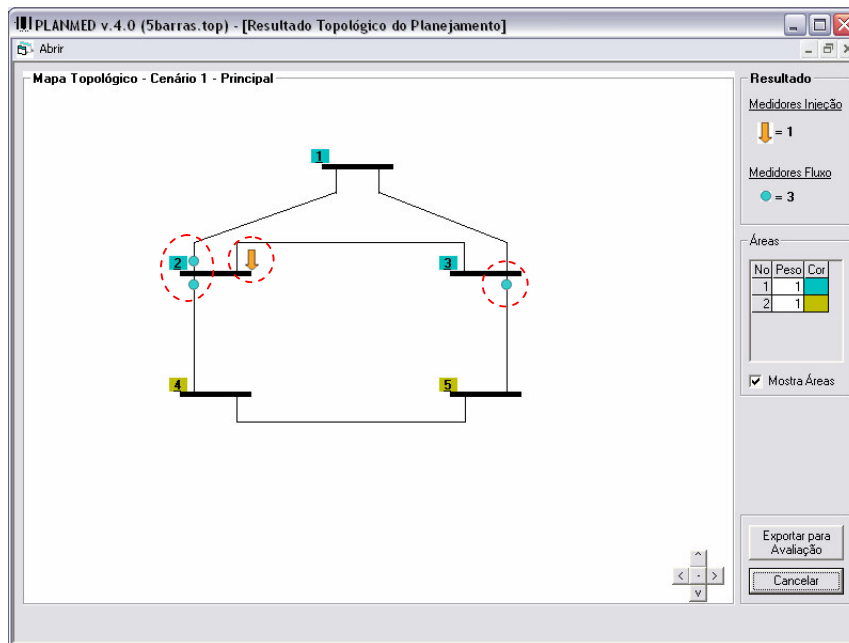 PLANMED v.4.0 (5barras.top) - [Resultado Topológico do Planejamento]
Abrir
Mapa Topológico - Cenário 1 - Principal
1
2
3
4
5
Resultado
Medidores Injeção
= 1
Medidores Fluxo
= 3
Áreas
No Peso Cor
1 1
2 1
Mostra Áreas
Exportar para
Avaliação
Cancelar